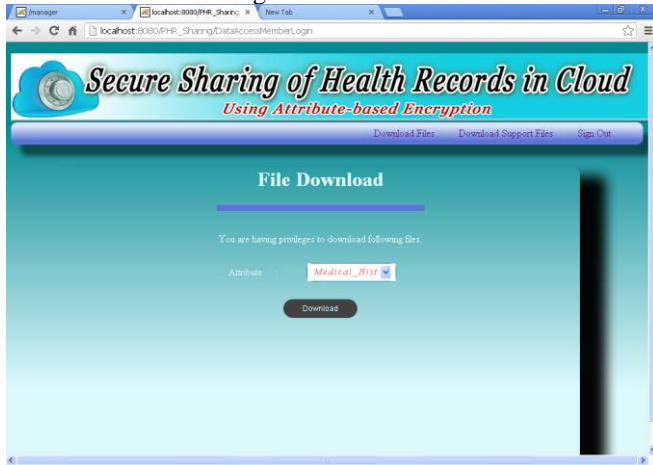 /manager
localhost:8080/PHR_Sharing
New Tab
localhost:8080/PHR_Sharing/DataAccessMemberLogin
Secure Sharing of Health Records in Cloud
Using Attribute-based Encryption
Download Files Download Support Files Sign Out
File Download
You are having privileges to download following files.
Attribute :
Medical_Hist
Download